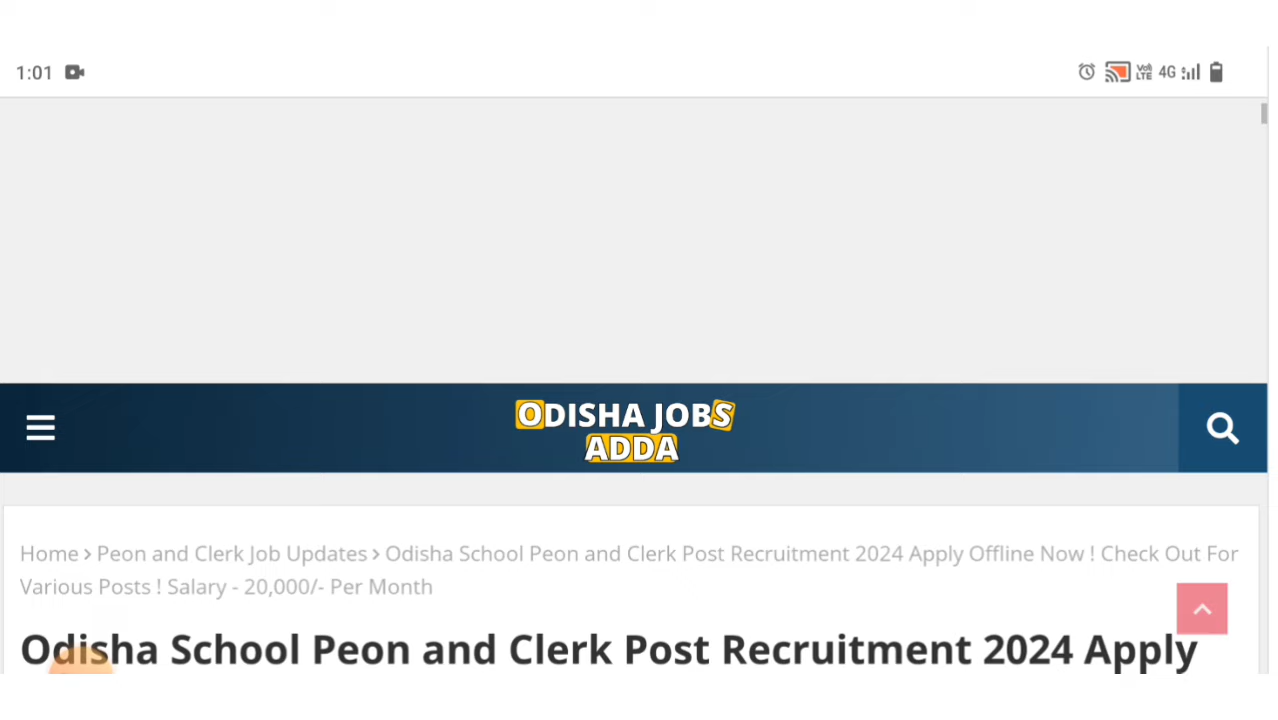 1:01
Vo) LTE 4G
ODISHA JOBS
ADDA
Home > Peon and Clerk Job Updates > Odisha School Peon and Clerk Post Recruitment 2024 Apply Offline Now ! Check Out For
Various Posts ! Salary - 20,000/- Per Month
Odisha School Peon and Clerk Post Recruitment 2024 Apply